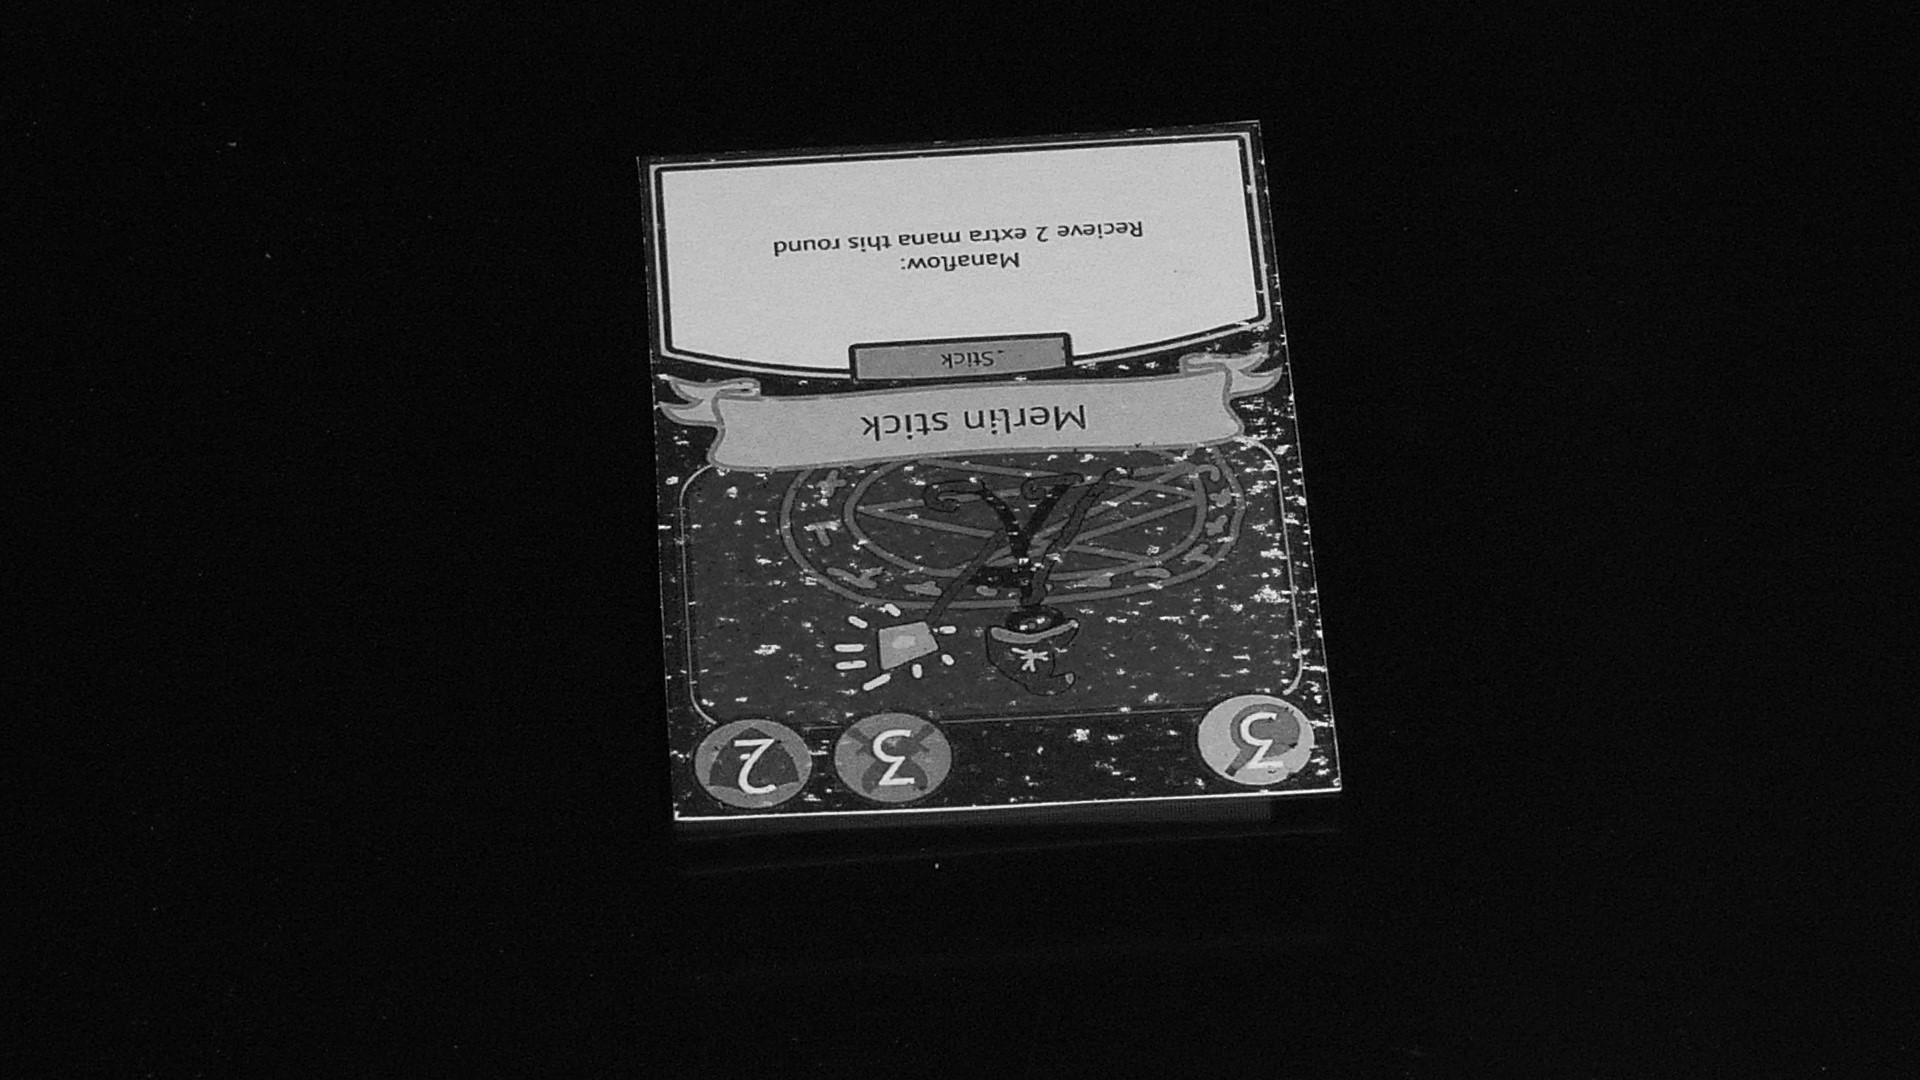 3
3 2
Merlin stick
Stick
Manaflow:
Recieve 2 extra mana this round